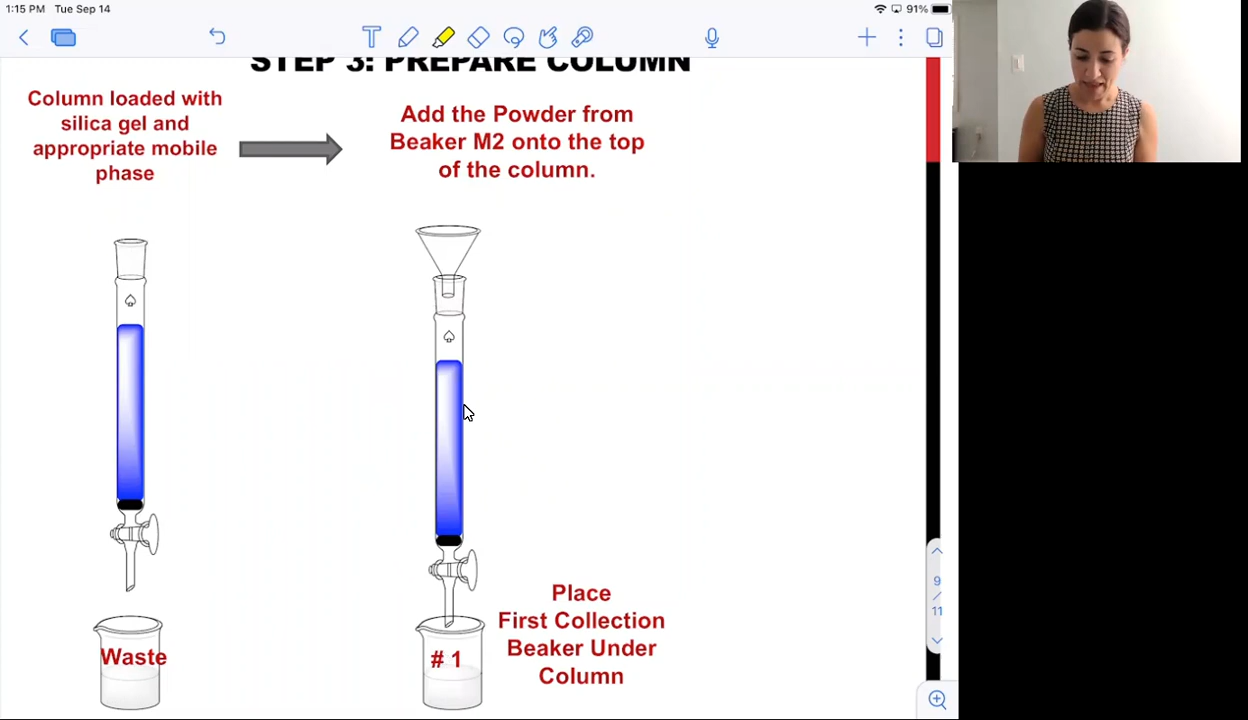 1:15 PM Tue Sep 14
91%
STEP 3: PREPARE COLUMN
Column loaded with
silica gel and
appropriate mobile
phase
Add the Powder from
Beaker M2 onto the top
of the column.
Place
First Collection
Beaker Under
Column
Waste
# 1
9
/
11